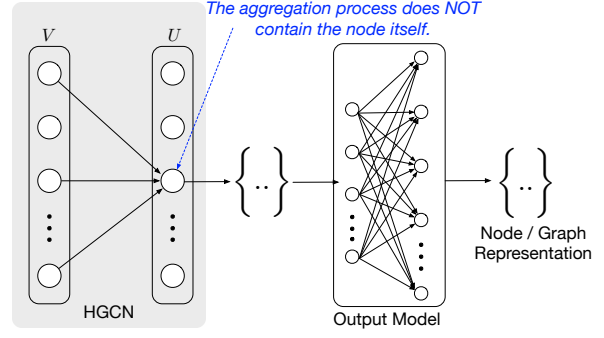 The aggregation process does NOT
contain the node itself.
V
U
{..}
{..}
Node / Graph
Representation
HGCN
Output Model